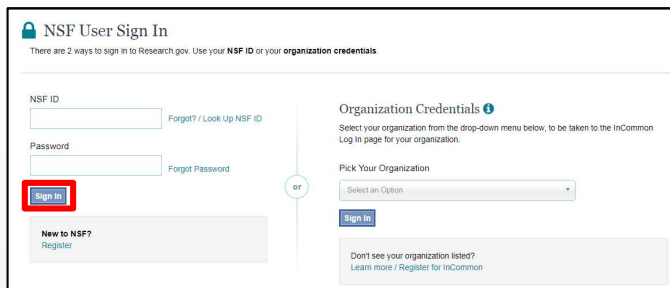 NSF User Sign In
There are 2 ways to sign in to Research.gov. Use your NSF ID or your organization credentials.
NSF ID
Forgot? / Look Up NSF ID
Password
Forgot Password
Sign In
New to NSF?
Register
or
Organization Credentials
Select your organization from the drop-down menu below, to be taken to the InCommon
Log In page for your organization.
Pick Your Organization
Select an Option
Sign In
Don't see your organization listed?
Learn more / Register for InCommon